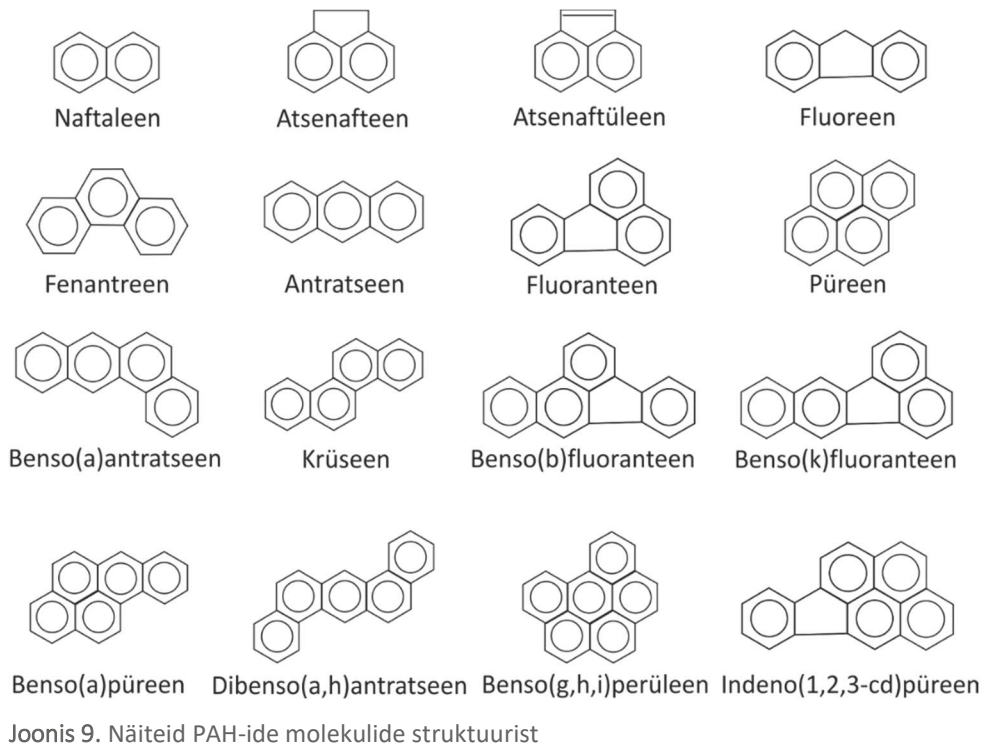 Naftaleen Atsenafteen Atsenaftüleen Fluoreen
Fenantreen Antratseen Fluoranteen Püreen
Benso(a)antratseen Krüseen Benso(b)fluoranteen Benso(k)fluoranteen
Benso(a)püreen Dibenso(a,h)antratseen Benso(g,h,i)perüleen Indeno(1,2,3-cd)püreen
Joonis 9. Näiteid PAH-ide molekulide struktuurist